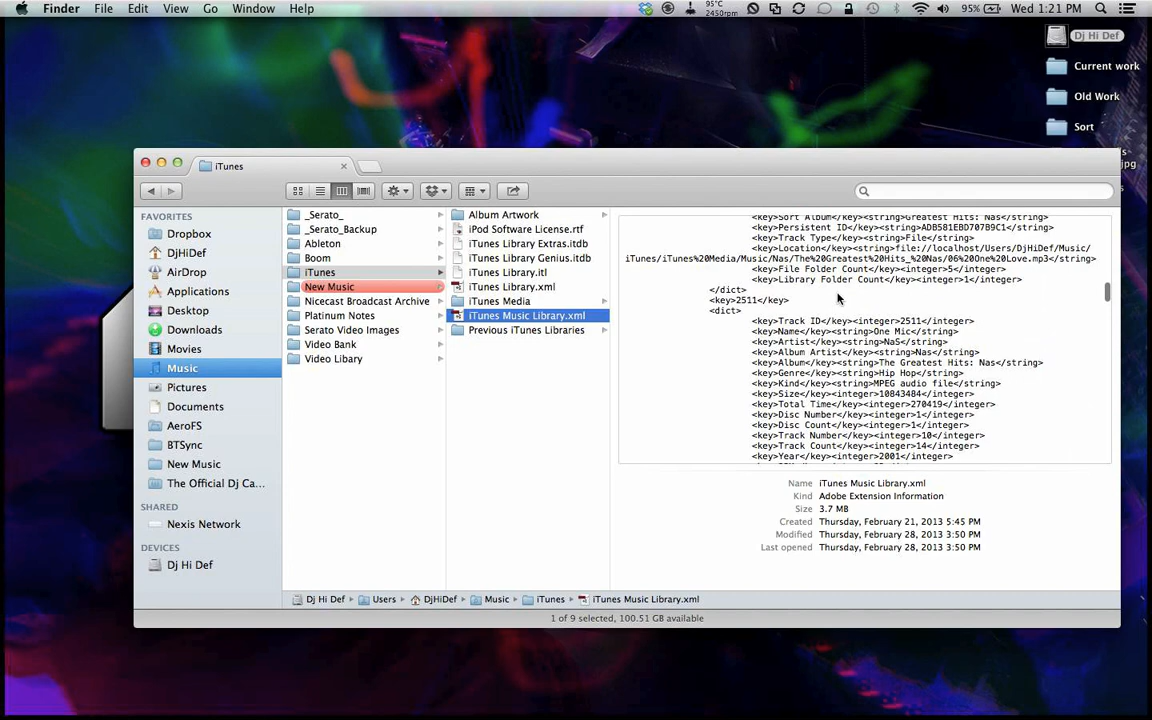 Finder File Edit View Go Window Help
95°C
2450rpm
95%
Wed 1:21 PM
Dj Hi Def
Current work
Old Work
Sort
jpg
iTunes
FAVORITES
Dropbox
DjHiDef
AirDrop
Applications
Desktop
Downloads
Movies
Music
Pictures
Documents
AeroFS
BTSync
New Music
The Official Dj Ca...
SHARED
Nexis Network
DEVICES
Dj Hi Def
_Serato_
_Serato_Backup
Ableton
Boom
iTunes
New Music
Nicecast Broadcast Archive
Platinum Notes
Serato Video Images
Video Bank
Video Libary
Album Artwork
iPod Software License.rtf
iTunes Library Extras.itdb
iTunes Library Genius.itdb
iTunes Library.itl
iTunes Library.xml
iTunes Media
iTunes Music Library.xml
Previous iTunes Libraries
<key>Sort Album</key><string>Greatest Hits: Nas</string>
<key>Persistent ID</key><string>ADB581EBD707B9C1</string>
<key>Track Type</key><string>File</string>
<key>Location</key><string>file://localhost/Users/DjHiDef/Music/
iTunes/iTunes%20Media/Music/Nas/The%20Greatest%20Hits_%20Nas/06%20One%20Love.mp3</string>
<key>File Folder Count</key><integer>5</integer>
<key>Library Folder Count</key><integer>1</integer>
</dict>
<key>2511</key>
<dict>
<key>Track ID</key><integer>2511</integer>
<key>Name</key><string>One Mic</string>
<key>Artist</key><string>NaS</string>
<key>Album Artist</key><string>Nas</string>
<key>Album</key><string>The Greatest Hits: Nas</string>
<key>Genre</key><string>Hip Hop</string>
<key>Kind</key><string>MPEG audio file</string>
<key>Size</key><integer>10843484</integer>
<key>Total Time</key><integer>270419</integer>
<key>Disc Number</key><integer>1</integer>
<key>Disc Count</key><integer>1</integer>
<key>Track Number</key><integer>10</integer>
<key>Track Count</key><integer>14</integer>
<key>Year</key><integer>2001</integer>
Name iTunes Music Library.xml
Kind Adobe Extension Information
Size 3.7 MB
Created Thursday, February 21, 2013 5:45 PM
Modified Thursday, February 28, 2013 3:50 PM
Last opened Thursday, February 28, 2013 3:50 PM
Dj Hi Def Users DjHiDef Music iTunes iTunes Music Library.xml
1 of 9 selected, 100.51 GB available